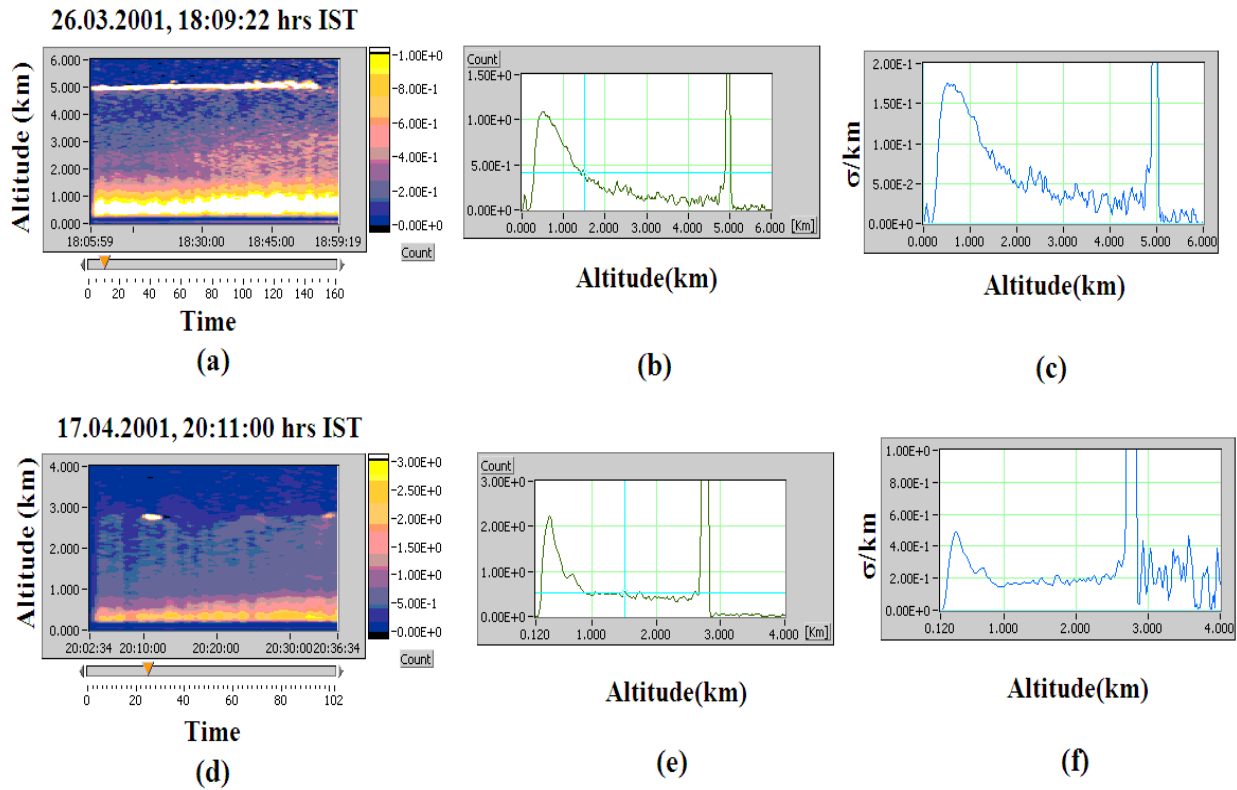 26.03.2001, 18:09:22 hrs IST
Altitude (km)
6.000
5.000
4.000
3.000
2.000
1.000
0.000
18:05:59 18:30:00 18:45:00 18:59:19
1.00E+0
8.00E-1
6.00E-1
4.00E-1
2.00E-1
0.00E+0
Count
0 20 40 60 80 100 120 140 160
Time
(a)
Count
1.50E+0
1.00E+0
5.00E-1
0.00E+0
0.000 1.000 2.000 3.000 4.000 5.000 6.000
[Km]
Altitude(km)
(b)
σ/km
2.00E-1
1.50E-1
1.00E-1
5.00E-2
0.00E+0
0.000 1.000 2.000 3.000 4.000 5.000 6.000
Altitude(km)
(c)
17.04.2001, 20:11:00 hrs IST
Altitude (km)
4.000
3.000
2.000
1.000
0.000
20:02:34 20:10:00 20:20:00 20:30:00 20:36:34
3.00E+0
2.50E+0
2.00E+0
1.50E+0
1.00E+0
5.00E-1
0.00E+0
Count
0 20 40 60 80 102
Time
(d)
Count
3.00E+0
2.00E+0
1.00E+0
0.00E+0
0.120 1.000 2.000 3.000 4.000
[Km]
Altitude(km)
(e)
σ/km
1.00E+0
8.00E-1
6.00E-1
4.00E-1
2.00E-1
0.00E+0
0.120 1.000 2.000 3.000 4.000
Altitude(km)
(f)